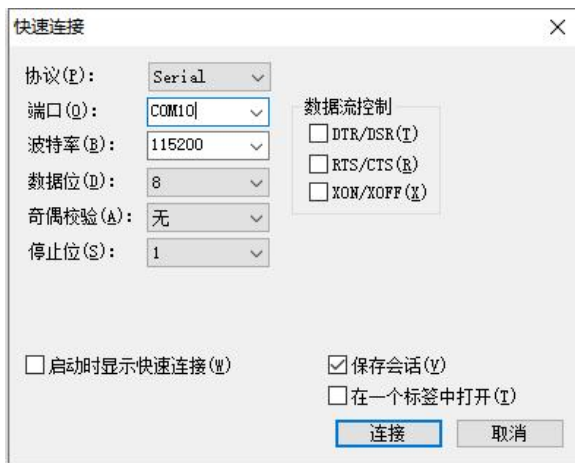 快速连接
协议(P): Serial
端口(O): COM10
波特率(B): 115200
数据位(D): 8
奇偶校验(A): 无
停止位(S): 1
数据流控制
DTR/DSR(T)
RTS/CTS(R)
XON/XOFF(X)
启动时显示快速连接(W)
保存会话(V)
在一个标签中打开(T)
连接 取消